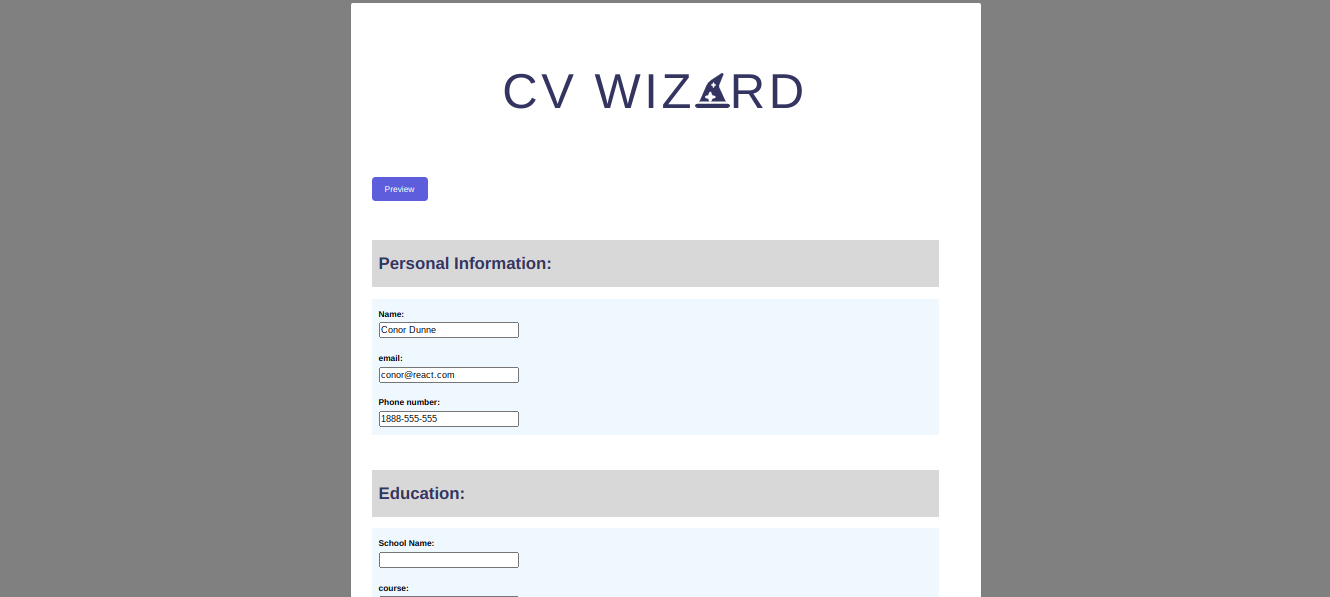 CV WIZARD
Preview
Personal Information:
Name:
Conor Dunne
email:
conor@react.com
Phone number:
1888-555-555
Education:
School Name:
course: